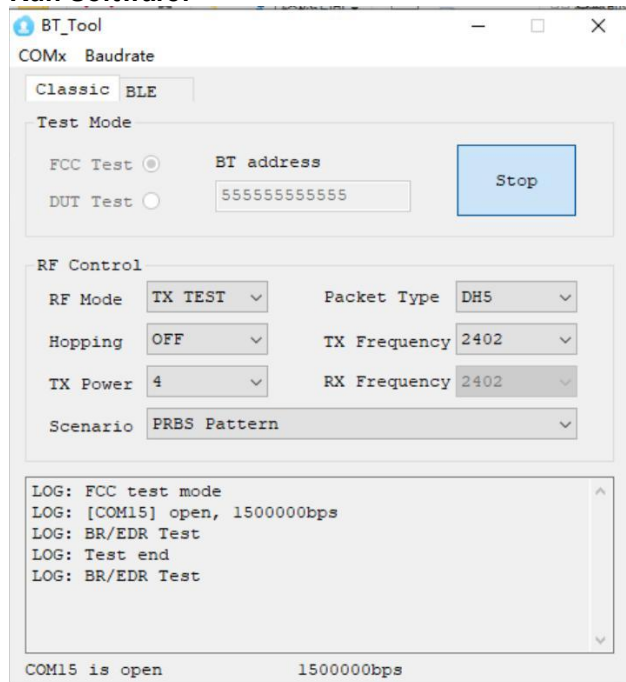 Run Software:
BT_Tool
COMx Baudrate
Classic BLE
Test Mode
FCC Test
BT address
Stop
DUT Test
555555555555
RF Control
RF Mode TX TEST Packet Type DH5
Hopping OFF TX Frequency 2402
TX Power 4 RX Frequency 2402
Scenario PRBS Pattern
LOG: FCC test mode
LOG: [COM15] open, 1500000bps
LOG: BR/EDR Test
LOG: Test end
LOG: BR/EDR Test
COM15 is open 1500000bps